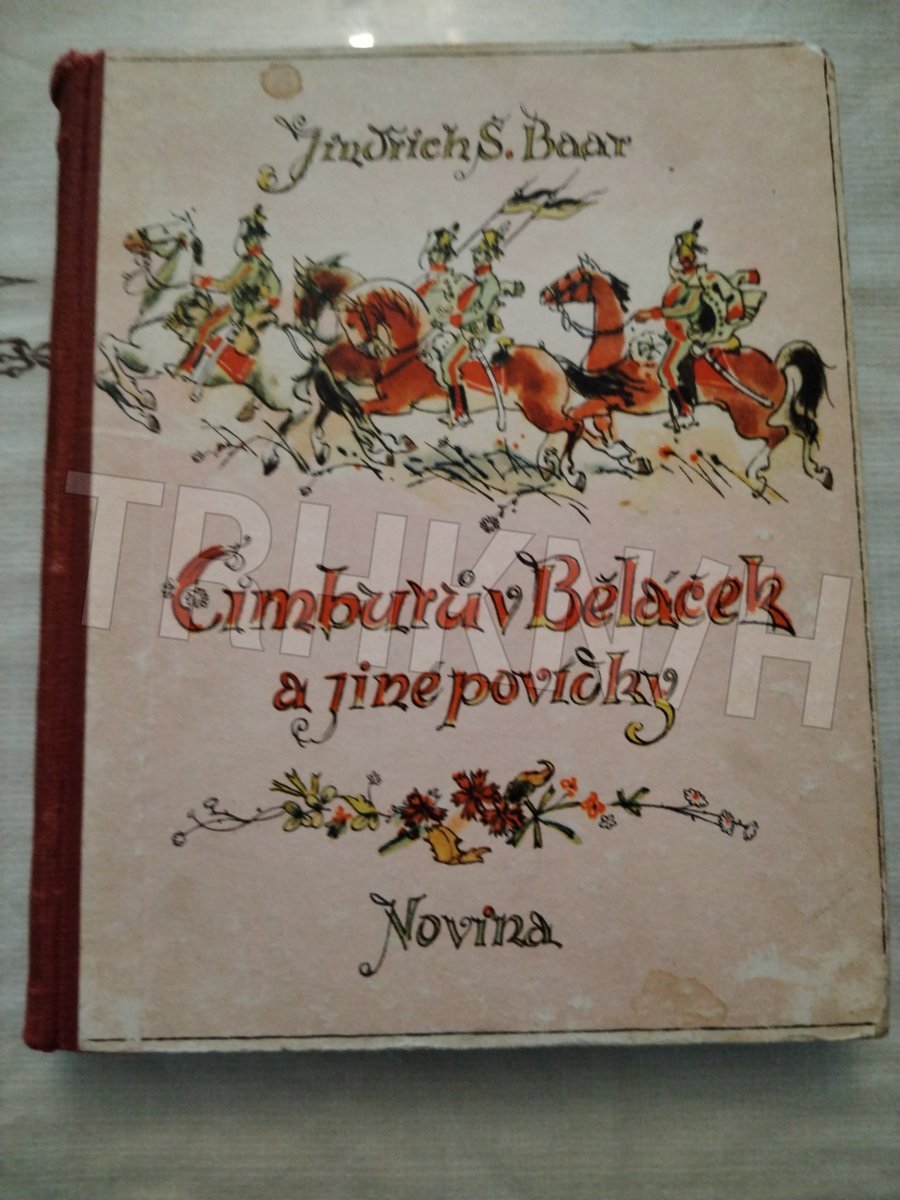 Jindřich Š. Baar
Cimburův Běláček
a jiné povídky
Novina
TRHKNIH